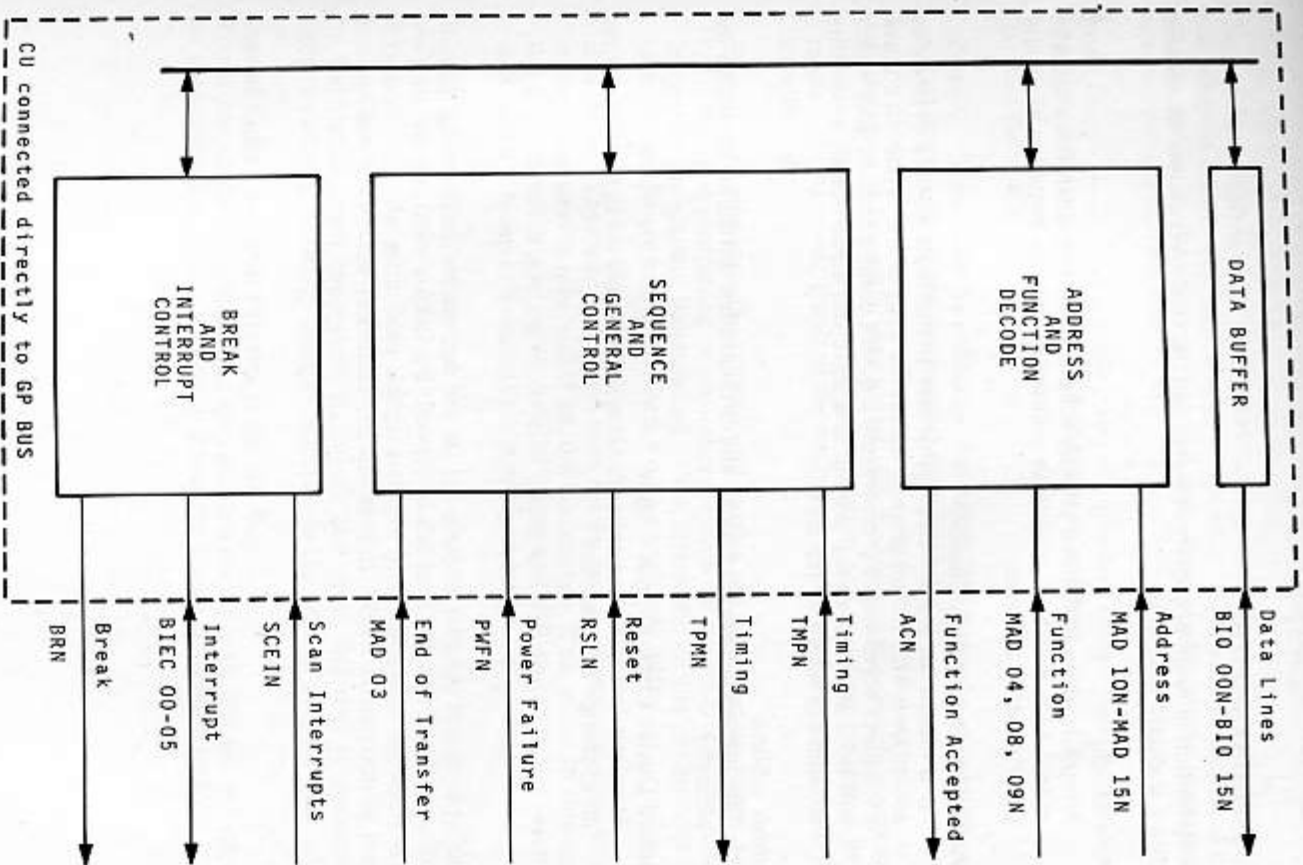 DATA BUFFER
ADDRESS
AND
FUNCTION
DECODE
SEQUENCE
AND
GENERAL
CONTROL
BREAK
AND
INTERRUPT
CONTROL
Data Lines
BIO 00N-BIO 15N
Address
MAD 10N-MAD 15N
Function
MAD 04, 08, 09N
Function Accepted
ACN
Timing
TMPN
Timing
TPMN
Reset
RSLN
Power Failure
PWFN
End of Transfer
MAD 03
Scan Interrupts
SCEIN
Interrupt
BIEC 00-05
Break
BRN
CU connected directly to GP BUS